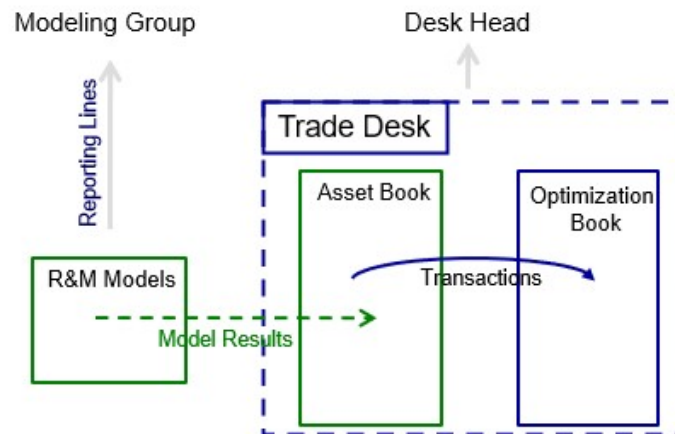 Modeling Group
Desk Head
Reporting Lines
Trade Desk
Asset Book
Optimization
Book
R&M Models
Transactions
Model Results